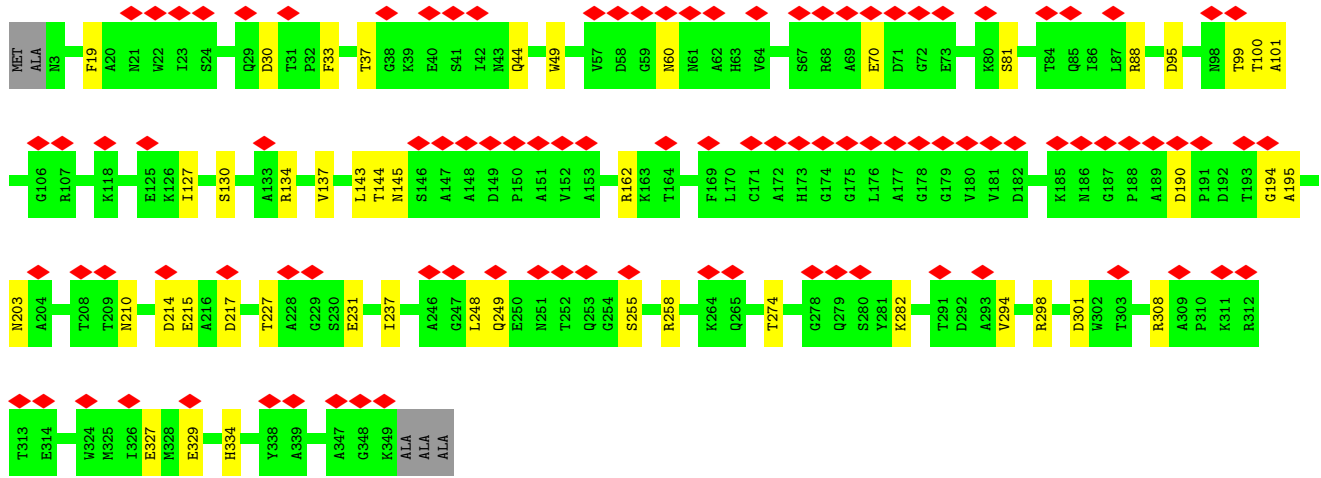 MET ALA N3 F19 A20 N21 W22 I23 S24 Q29 D30 T31 P32 F33 T37 G38 K39 E40 S41 I42 N43 Q44 W49 V57 D58 G59 N60 N61 A62 H63 V64 S67 R68 A69 E70 D71 G72 E73 K80 S81 T84 Q85 I86 L87 R88 D95 N98 T99 T100 A101
G106 R107 K118 E125 K126 I127 S130 A133 R134 V137 L143 T144 N145 S146 A147 A148 D149 P150 A151 V152 A153 R162 K163 T164 F169 L170 C171 A172 H173 G174 G175 L176 A177 G178 G179 V180 V181 D182 K185 N186 G187 P188 A189 D190 P191 D192 T193 G194 A195
N203 A204 T208 T209 N210 D214 E215 A216 D217 T227 A228 G229 S230 E231 I237 A246 G247 L248 Q249 E250 N251 T252 Q253 G254 S255 R258 K264 Q265 T274 G278 Q279 S280 Y281 K282 T291 D292 A293 V294 R298 D301 W302 T303 R308 A309 P310 K311 R312
T313 E314 W324 M325 I326 E327 M328 E329 H334 Y338 A339 A347 G348 K349 ALA ALA ALA